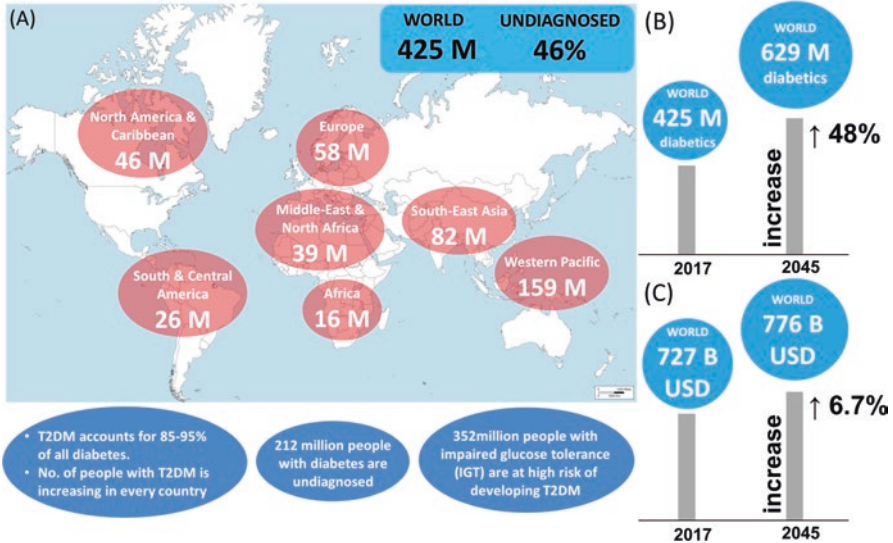 (A)
WORLD UNDIAGNOSED
425 M 46%
North America &
Caribbean
46 M
Europe
58 M
Middle-East &
North Africa
39 M
South-East Asia
82 M
Western Pacific
159 M
South & Central
America
26 M
Africa
16 M
• T2DM accounts for 85-95%
of all diabetes.
• No. of people with T2DM is
increasing in every country
212 million people
with diabetes are
undiagnosed
352million people with
impaired glucose tolerance
(IGT) are at high risk of
developing T2DM
(B)
WORLD
425 M
diabetics
WORLD
629 M
diabetics
increase
↑ 48%
2017 2045
(C)
WORLD
727 B
USD
WORLD
776 B
USD
increase
↑ 6.7%
2017 2045